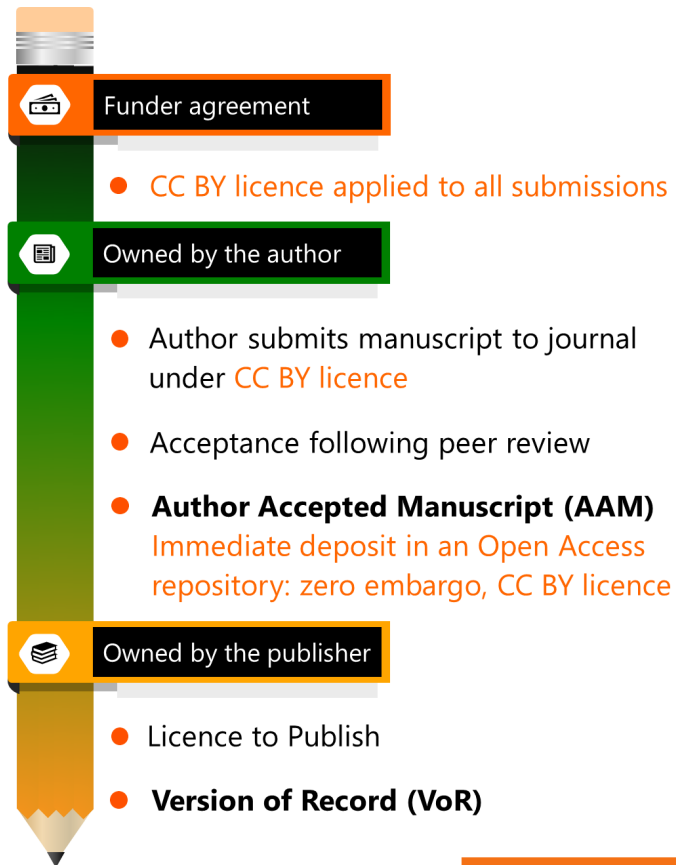 Funder agreement
CC BY licence applied to all submissions
Owned by the author
Author submits manuscript to journal
under CC BY licence
Acceptance following peer review
Author Accepted Manuscript (AAM)
Immediate deposit in an Open Access
repository: zero embargo, CC BY licence
Owned by the publisher
Licence to Publish
Version of Record (VoR)